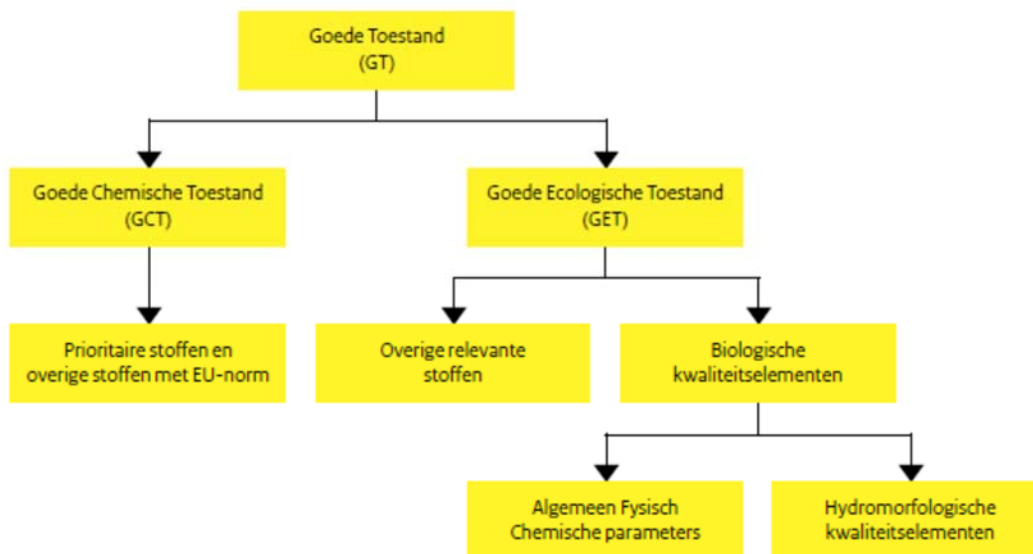 Goede Toestand
(GT)
Goede Chemische Toestand
(GCT)
Goede Ecologische Toestand
(GET)
Prioritaire stoffen en
overige stoffen met EU-norm
Overige relevante
stoffen
Biologische
kwaliteitselementen
Algemeen Fysisch
Chemische parameters
Hydromorfologische
kwaliteitselementen